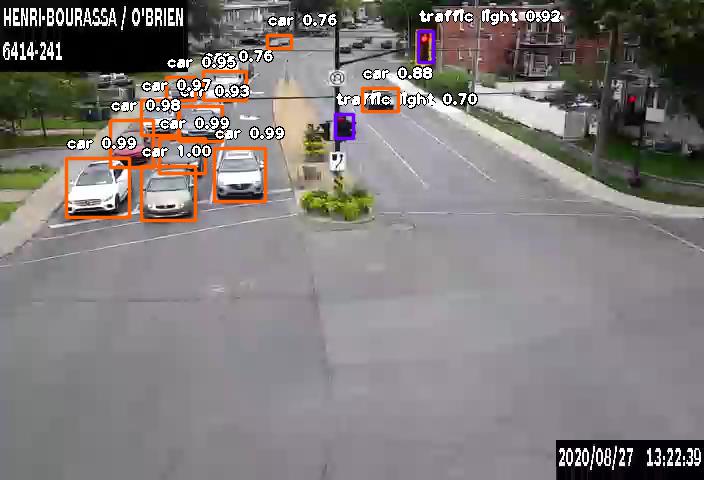 HENRI-BOURASSA / O'BRIEN
6414-241
car 0.76
traffic light 0.92
0.76
car 0.95
car 0.88
car 0.97
0.93
traffic light 0.70
car 0.98
car 0.99
car 0.99
car 0.99
car 1.00
2020/08/27 13:22:39